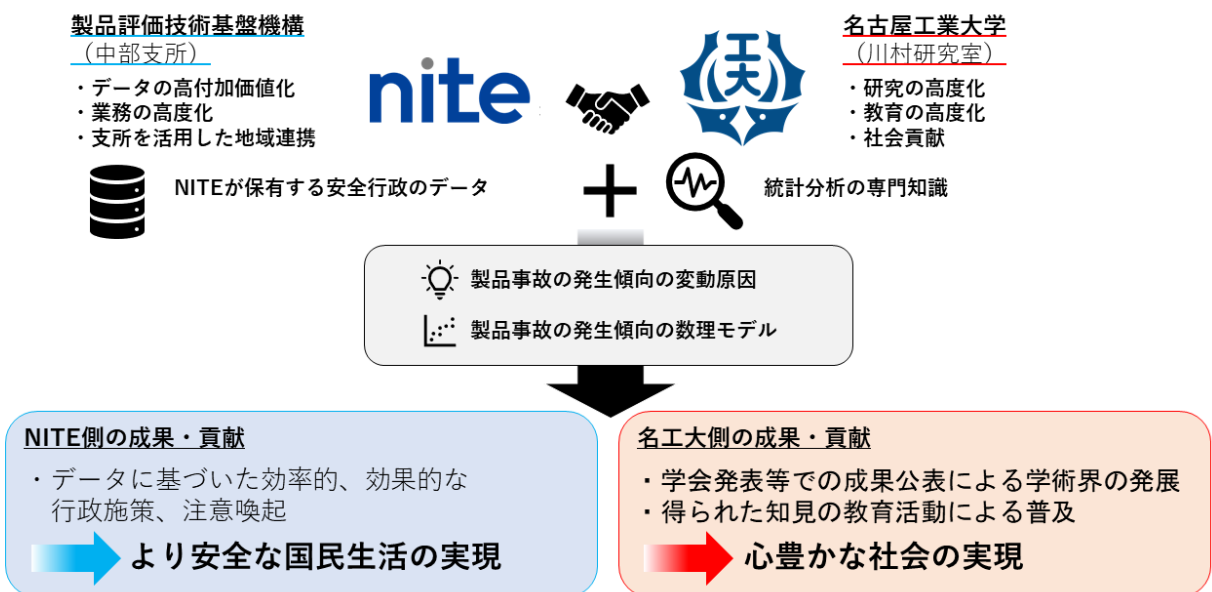 製品評価技術基盤機構
（中部支所）
・データの高付加価値化
・業務の高度化
・支所を活用した地域連携
nite
工大
名古屋工業大学
（川村研究室）
・研究の高度化
・教育の高度化
・社会貢献
NITEが保有する安全行政のデータ
統計分析の専門知識
製品事故の発生傾向の変動原因
製品事故の発生傾向の数理モデル
NITE側の成果・貢献
・データに基づいた効率的、効果的な
行政施策、注意喚起
より安全な国民生活の実現
名工大側の成果・貢献
・学会発表等での成果公表による学術界の発展
・得られた知見の教育活動による普及
心豊かな社会の実現